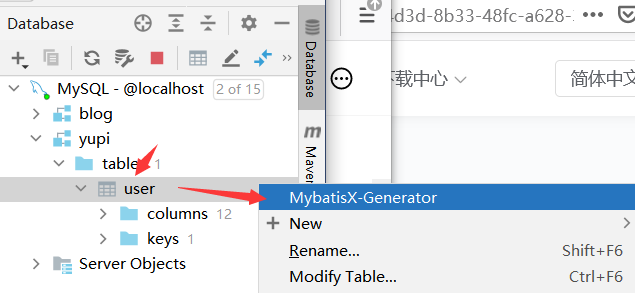 Database
4d3d-8b33-48fc-a628-
Database
MySQL - @localhost 2 of 15
下载中心
简体中文
blog
yupi
table 1
user
Maven
MybatisX-Generator
columns 12
New
keys 1
Rename... Shift+F6
Server Objects
Modify Table... Ctrl+F6